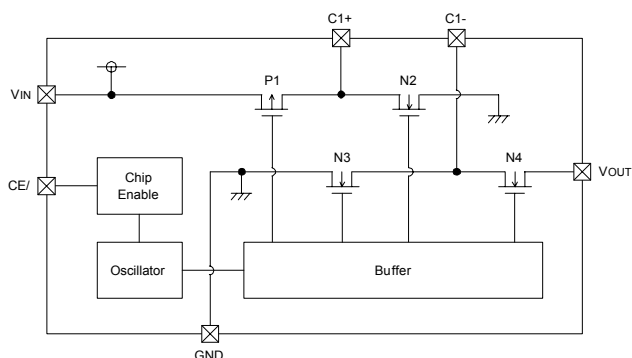 C1+ C1-
VIN P1 N2
N3 N4
CE/ VOUT
Chip
Enable
Oscillator Buffer
GND